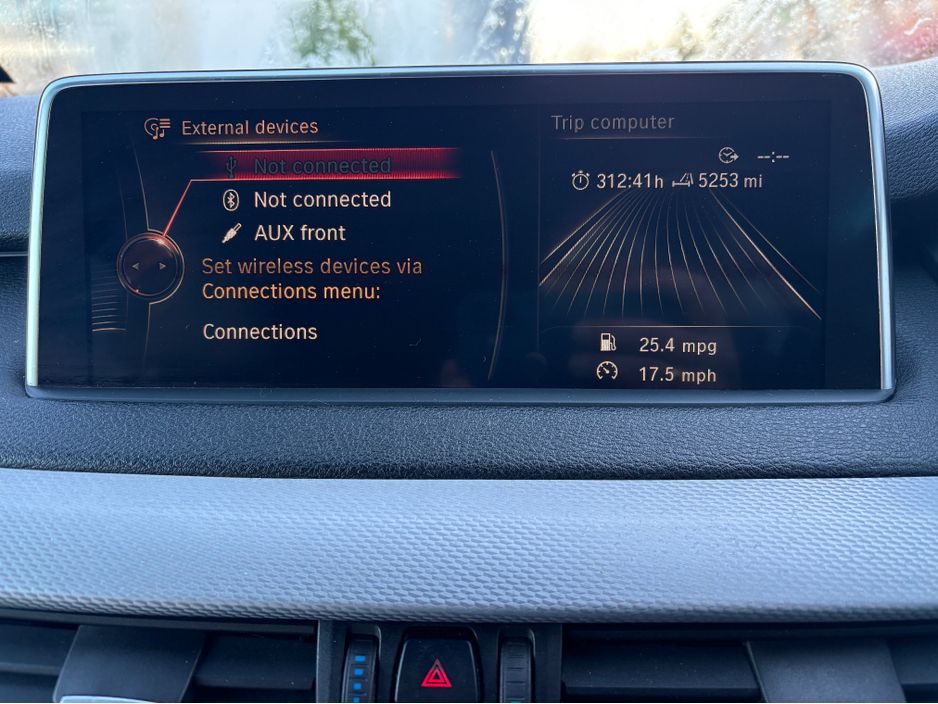 External devices
Not connected
Not connected
AUX front
Set wireless devices via
Connections menu:
Connections
Trip computer
--:--
312:41h 5253 mi
25.4 mpg
17.5 mph